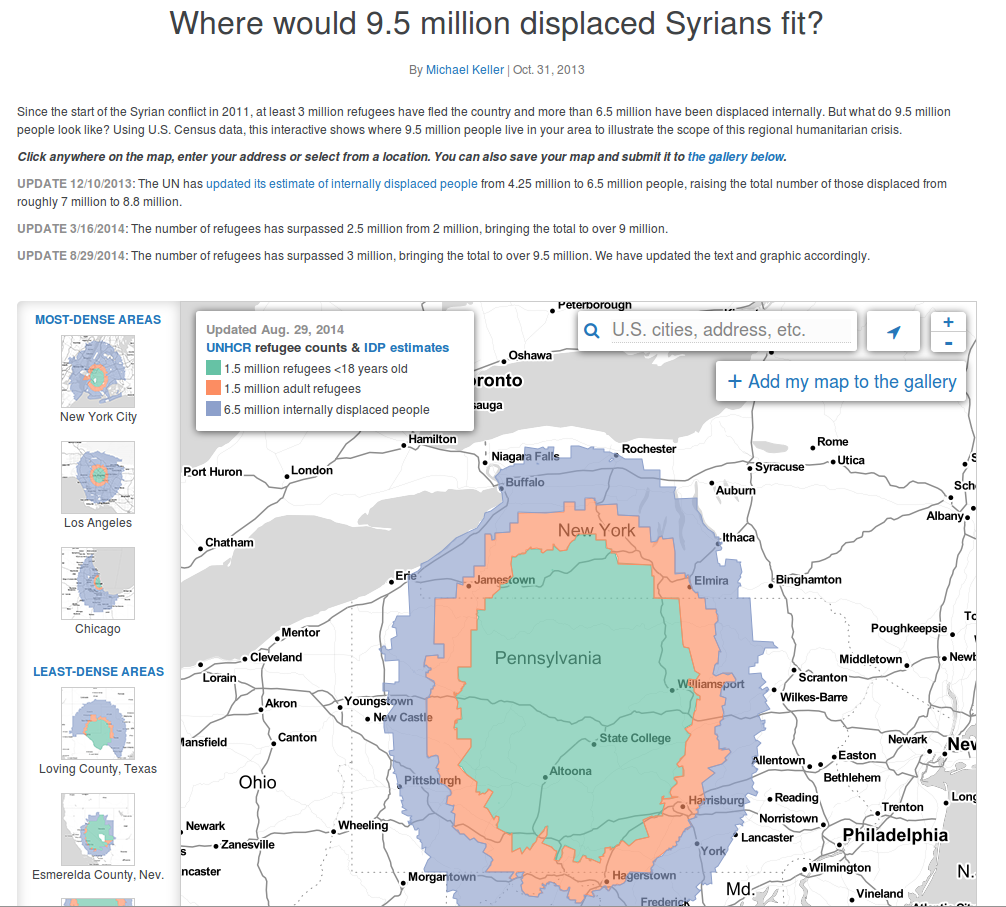 Where would 9.5 million displaced Syrians fit?
By Michael Keller | Oct. 31, 2013
Since the start of the Syrian conflict in 2011, at least 3 million refugees have fled the country and more than 6.5 million have been displaced internally. But what do 9.5 million
people look like? Using U.S. Census data, this interactive shows where 9.5 million people live in your area to illustrate the scope of this regional humanitarian crisis.
Click anywhere on the map, enter your address or select from a location. You can also save your map and submit it to the gallery below.
UPDATE 12/10/2013: The UN has updated its estimate of internally displaced people from 4.25 million to 6.5 million people, raising the total number of those displaced from
roughly 7 million to 8.8 million.
UPDATE 3/16/2014: The number of refugees has surpassed 2.5 million from 2 million, bringing the total to over 9 million.
UPDATE 8/29/2014: The number of refugees has surpassed 3 million, bringing the total to over 9.5 million. We have updated the text and graphic accordingly.
MOST-DENSE AREAS
New York City
Los Angeles
Chicago
LEAST-DENSE AREAS
Loving County, Texas
Esmerelda County, Nev.
Updated Aug. 29, 2014
UNHCR refugee counts & IDP estimates
1.5 million refugees <18 years old
1.5 million adult refugees
6.5 million internally displaced people
U.S. cities, address, etc.
+
-
+ Add my map to the gallery
Peterborough
Oshawa
ronto
sauga
Hamilton
Niagara Falls
Rochester
Rome
Utica
Syracuse
Port Huron
London
Buffalo
Auburn
Albany
Chatham
New York
Ithaca
Erie
Jamestown
Elmira
Binghamton
Mentor
Poughkeepsie
Cleveland
Pennsylvania
Middletown
Newb
Lorain
Williamsport
Scranton
Wilkes-Barre
Akron
Youngstown
New Castle
State College
ansfield
Canton
Newark
Nev
Easton
Allentown
Bethlehem
Ohio
Pittsburgh
Altoona
Harrisburg
Reading
Long
Trenton
Norristown
Newark
Wheeling
Philadelphia
Zanesville
York
Lancaster
ncaster
Morgantown
Hagerstown
Wilmington
N.
Md.
Vineland
Frederick